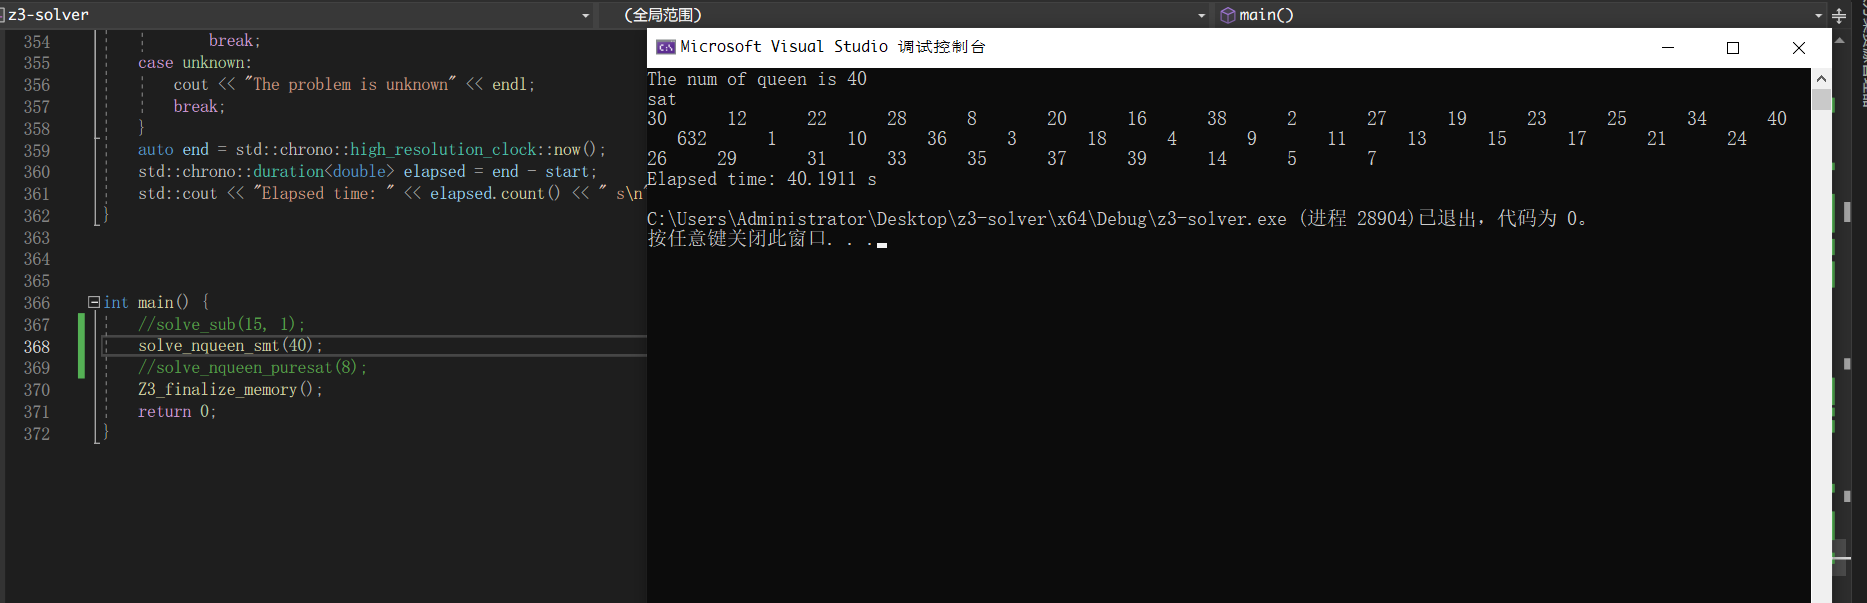 z3-solver
(全局范围)
main()
354 break;
355 case unknown:
356 cout << "The problem is unknown" << endl;
357 break;
358 }
359 auto end = std::chrono::high_resolution_clock::now();
360 std::chrono::duration<double> elapsed = end - start;
361 std::cout << "Elapsed time: " << elapsed.count() << " s\n
362 }
363
364
365
366 int main() {
367 //solve_sub(15, 1);
368 solve_nqueen_smt(40);
369 //solve_nqueen_puresat(8);
370 Z3_finalize_memory();
371 return 0;
372 }
Microsoft Visual Studio 调试控制台
The num of queen is 40
sat
30 12 22 28 8 20 16 38 2 27 19 23 25 34 40
632 1 10 36 3 18 4 9 11 13 15 17 21 24
26 29 31 33 35 37 39 14 5 7
Elapsed time: 40.1911 s
C:\Users\Administrator\Desktop\z3-solver\x64\Debug\z3-solver.exe (进程 28904)已退出，代码为 0。
按任意键关闭此窗口. . .